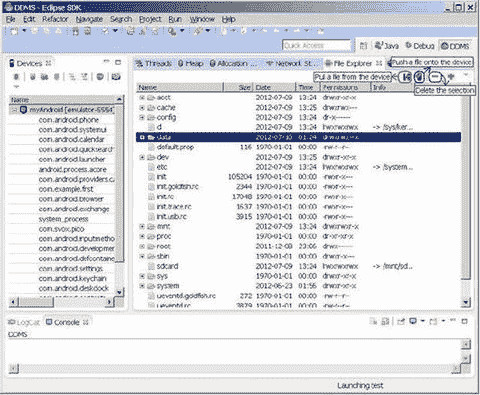 DDMS - Eclipse SDK
File Edit Refactor Navigate Search Project Run Window Help
Quick Access Java Debug DDMS
Push a file onto the device
Devices Threads Heap Allocation ... Network St... File Explorer
Pull a file from the device
Delete the selection
Name
myAndroid [emulator-5554]
com.android.phone
com.android.systemui
com.android.calendar
com.android.quicksearch
com.android.launcher
android.process.acore
com.android.providers.ca
com.example.first
com.android.browser
com.android.exchange
system_process
com.svox.pico
com.android.inputmetho
com.android.developmen
com.android.defcontaine
com.android.settings
com.android.keychain
com.android.deskclock
Name Size Date Time Permissions Info
acct 2012-07-09 13:24 drwxr-xr-x
cache 2012-07-09 13:25
config 2012-07-09 13:24 dr-x------
d 2012-07-09 13:24 lrwxrwxrwx -> /sys/ker...
data 2012-07-10 01:24 drwxrwx--x
default.prop 116 1970-01-01 00:00 -rw-r--r--
dev 2012-07-09 13:25 drwxr-xr-x
etc 2012-07-09 13:24 lrwxrwxrwx -> /system...
init 105204 1970-01-01 00:00 -rwxr-x---
init.goldfish.rc 2344 1970-01-01 00:00 -rwxr-x---
init.rc 17048 1970-01-01 00:00 -rwxr-x---
init.trace.rc 1637 1970-01-01 00:00 -rwxr-x---
init.usb.rc 3915 1970-01-01 00:00 -rwxr-x---
mnt 2012-07-09 13:24 drwxrwxr-x
proc 1970-01-01 00:00 dr-xr-xr-x
root 2011-12-08 23:06 drwx------
sbin 1970-01-01 00:00 drwxr-x---
sdcard 2012-07-09 13:24 lrwxrwxrwx -> /mnt/sd...
sys 1970-01-01 00:00 drwxr-xr-x
system 2012-06-23 01:56 drwxr-xr-x
ueventd.goldfish.rc 272 1970-01-01 00:00 -rw-r--r--
ueventd.rc 3879 1970-01-01 00:00 -rw-r--r--
LogCat Console
DDMS
Launching test